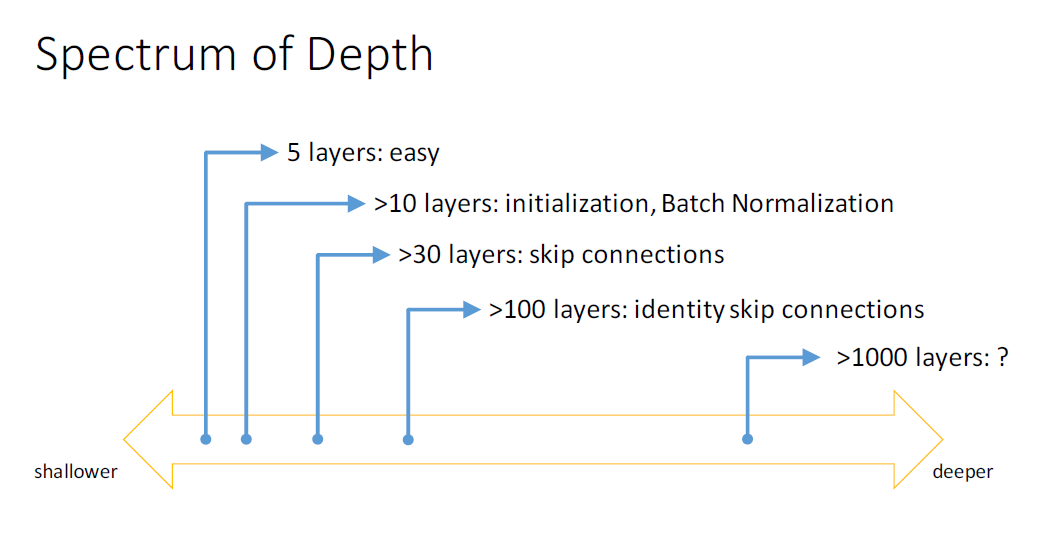 Spectrum of Depth
5 layers: easy
>10 layers: initialization, Batch Normalization
>30 layers: skip connections
>100 layers: identity skip connections
>1000 layers: ?
shallower
deeper